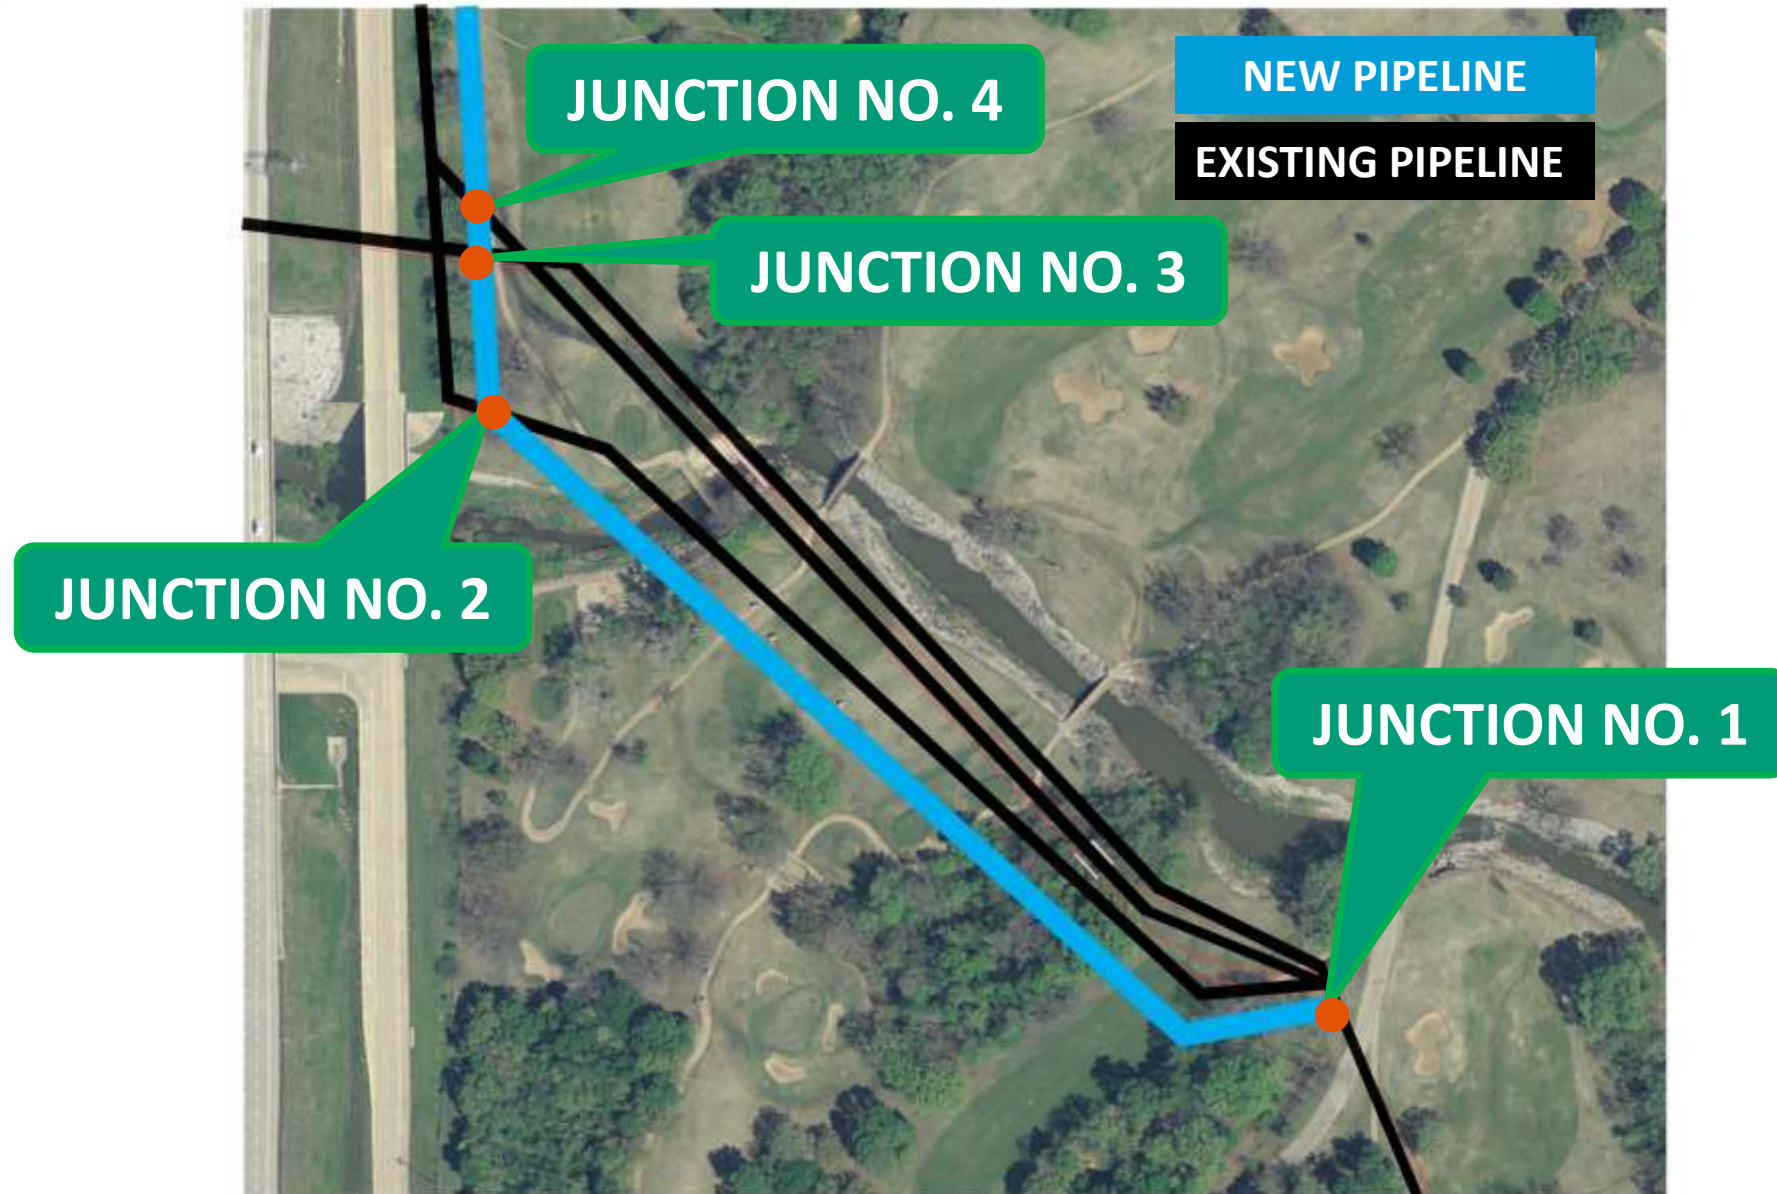 JUNCTION NO. 4
NEW PIPELINE
EXISTING PIPELINE
JUNCTION NO. 3
JUNCTION NO. 2
JUNCTION NO. 1